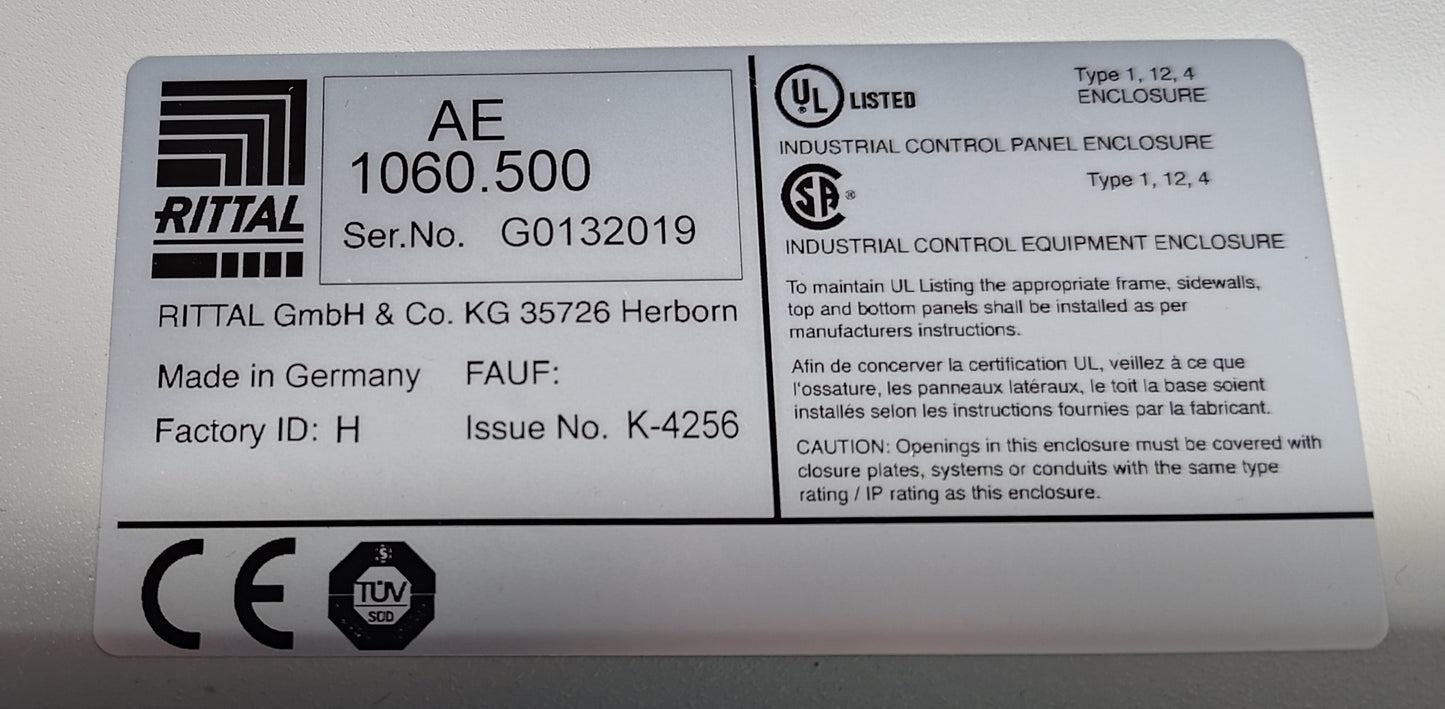 RITTAL
AE
1060.500
Ser.No. G0132019
RITTAL GmbH & Co. KG 35726 Herborn
Made in Germany FAUF:
Factory ID: H Issue No. K-4256
UL® LISTED
Type 1, 12, 4
ENCLOSURE
INDUSTRIAL CONTROL PANEL ENCLOSURE
SA® Type 1, 12, 4
INDUSTRIAL CONTROL EQUIPMENT ENCLOSURE
To maintain UL Listing the appropriate frame, sidewalls,
top and bottom panels shall be installed as per
manufacturers instructions.
Afin de concerver la certification UL, veillez à ce que
l'ossature, les panneaux latéraux, le toit la base soient
installés selon les instructions fournies par la fabricant.
CAUTION: Openings in this enclosure must be covered with
closure plates, systems or conduits with the same type
rating / IP rating as this enclosure.
CE
S
TÜV
SÜD